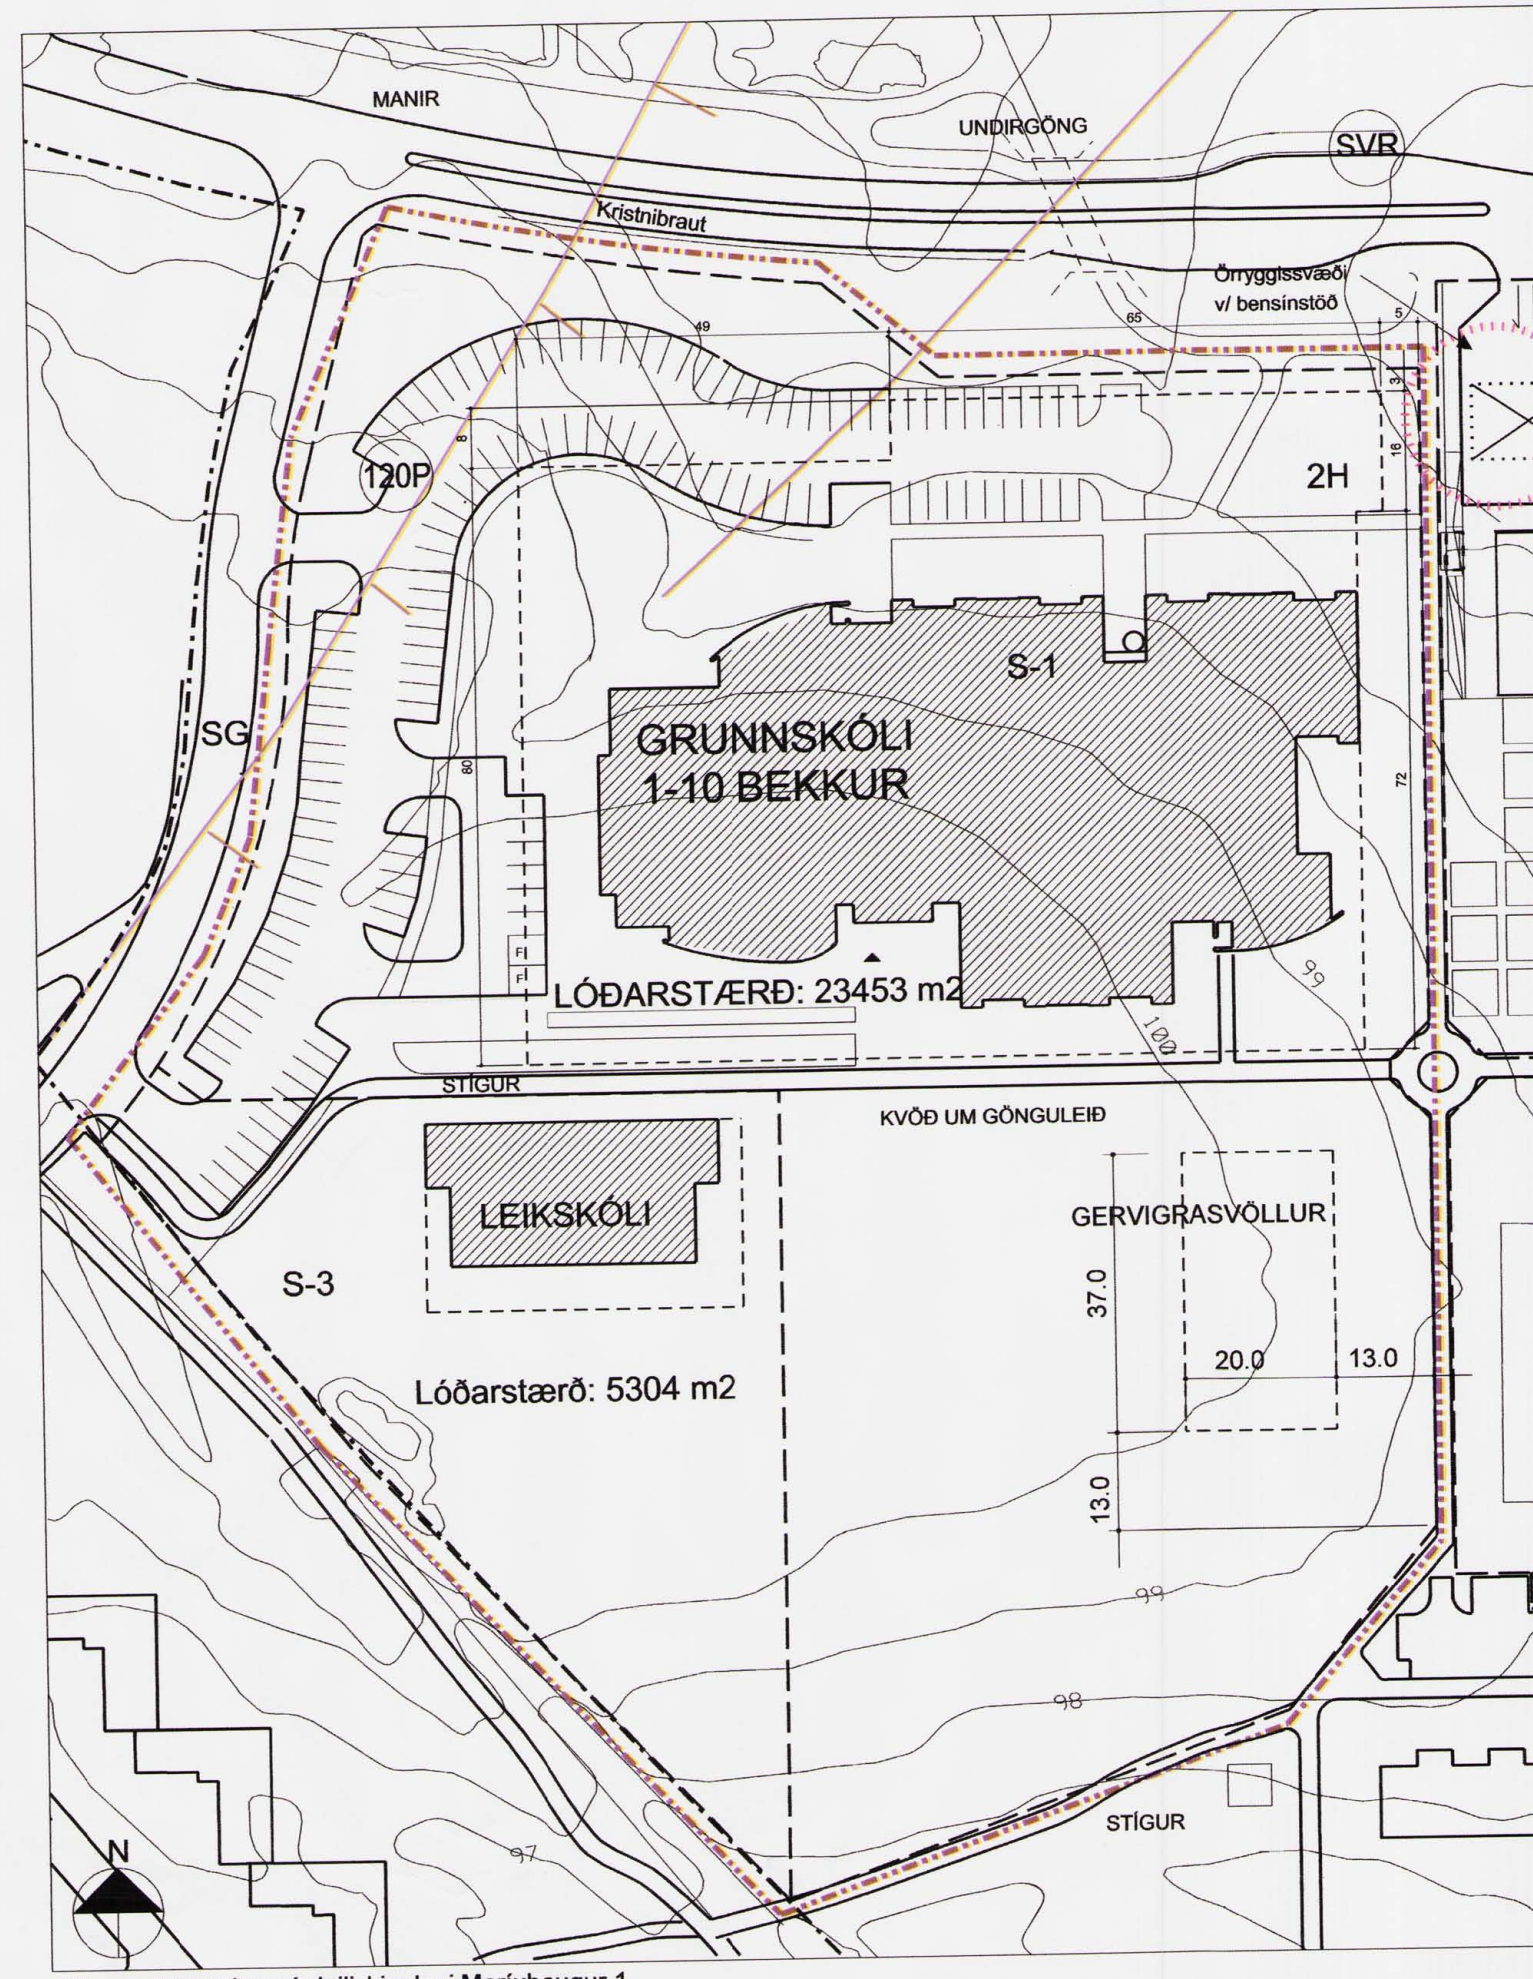 MANIR
UNDIRGÖNG
SVR
Kristnibraut
Örryggissvæði
v/ bensínstöð
49
65
5
3
8
16
120P
2H
S-1
SG
GRUNNSKÓLI
1-10 BEKKUR
80
72
F
F
99
LÓÐARSTÆRÐ: 23453 m2
100
STÍGUR
KVÖÐ UM GÖNGULEIÐ
LEIKSKÓLI
GERVIGRASVÖLLUR
S-3
37.0
20.0
13.0
Lóðarstærð: 5304 m2
13.0
99
98
STÍGUR
97
N